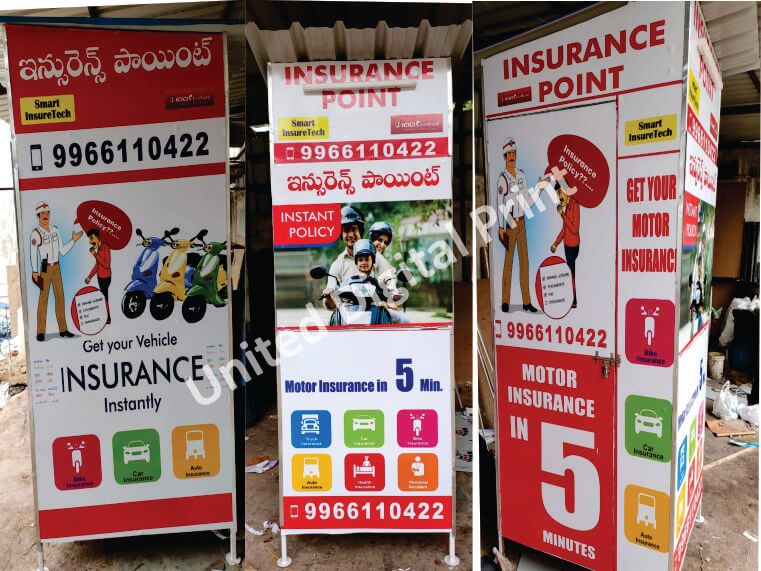 ఇన్సురెన్స్ పాయింట్
Smart
InsureTech
ICICI Lombard
9966110422
Insurance
Policy??....
Get your Vehicle
INSURANCE
Instantly
Bike
Insurance
Car
Insurance
Auto
Insurance
INSURANCE
POINT
Smart
InsureTech
ICICI Lombard
9966110422
ఇన్సురెన్స్ పాయింట్
INSTANT
POLICY
Motor Insurance in 5 Min.
Truck
Insurance
Car
Insurance
Bike
Insurance
Auto
Insurance
Health
Insurance
Personal
Accident
9966110422
INSURANCE
POINT
ICICI Lombard
Smart
InsureTech
Insurance
Policy??....
GET YOUR
MOTOR
INSURANCE
9966110422
MOTOR
INSURANCE
IN
5
MINUTES
Bike
Insurance
Car
Insurance
Auto
Insurance
INSTANT
United Digital Print